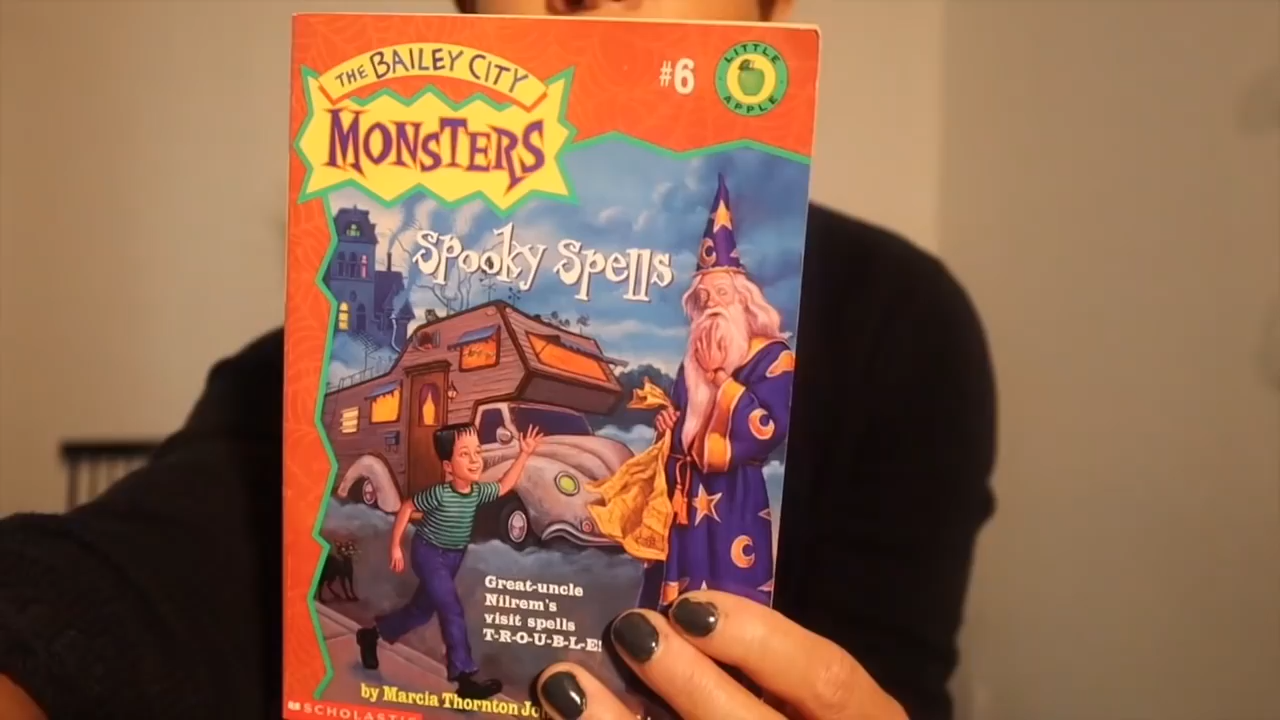 THE BAILEY CITY
MONSTERS
#6
LITTLE
APPLE
Spooky Spells
Great-uncle
Nilrem's
visit spells
T-R-O-U-B-L-E!
by Marcia Thornton
SCHOLASTIC